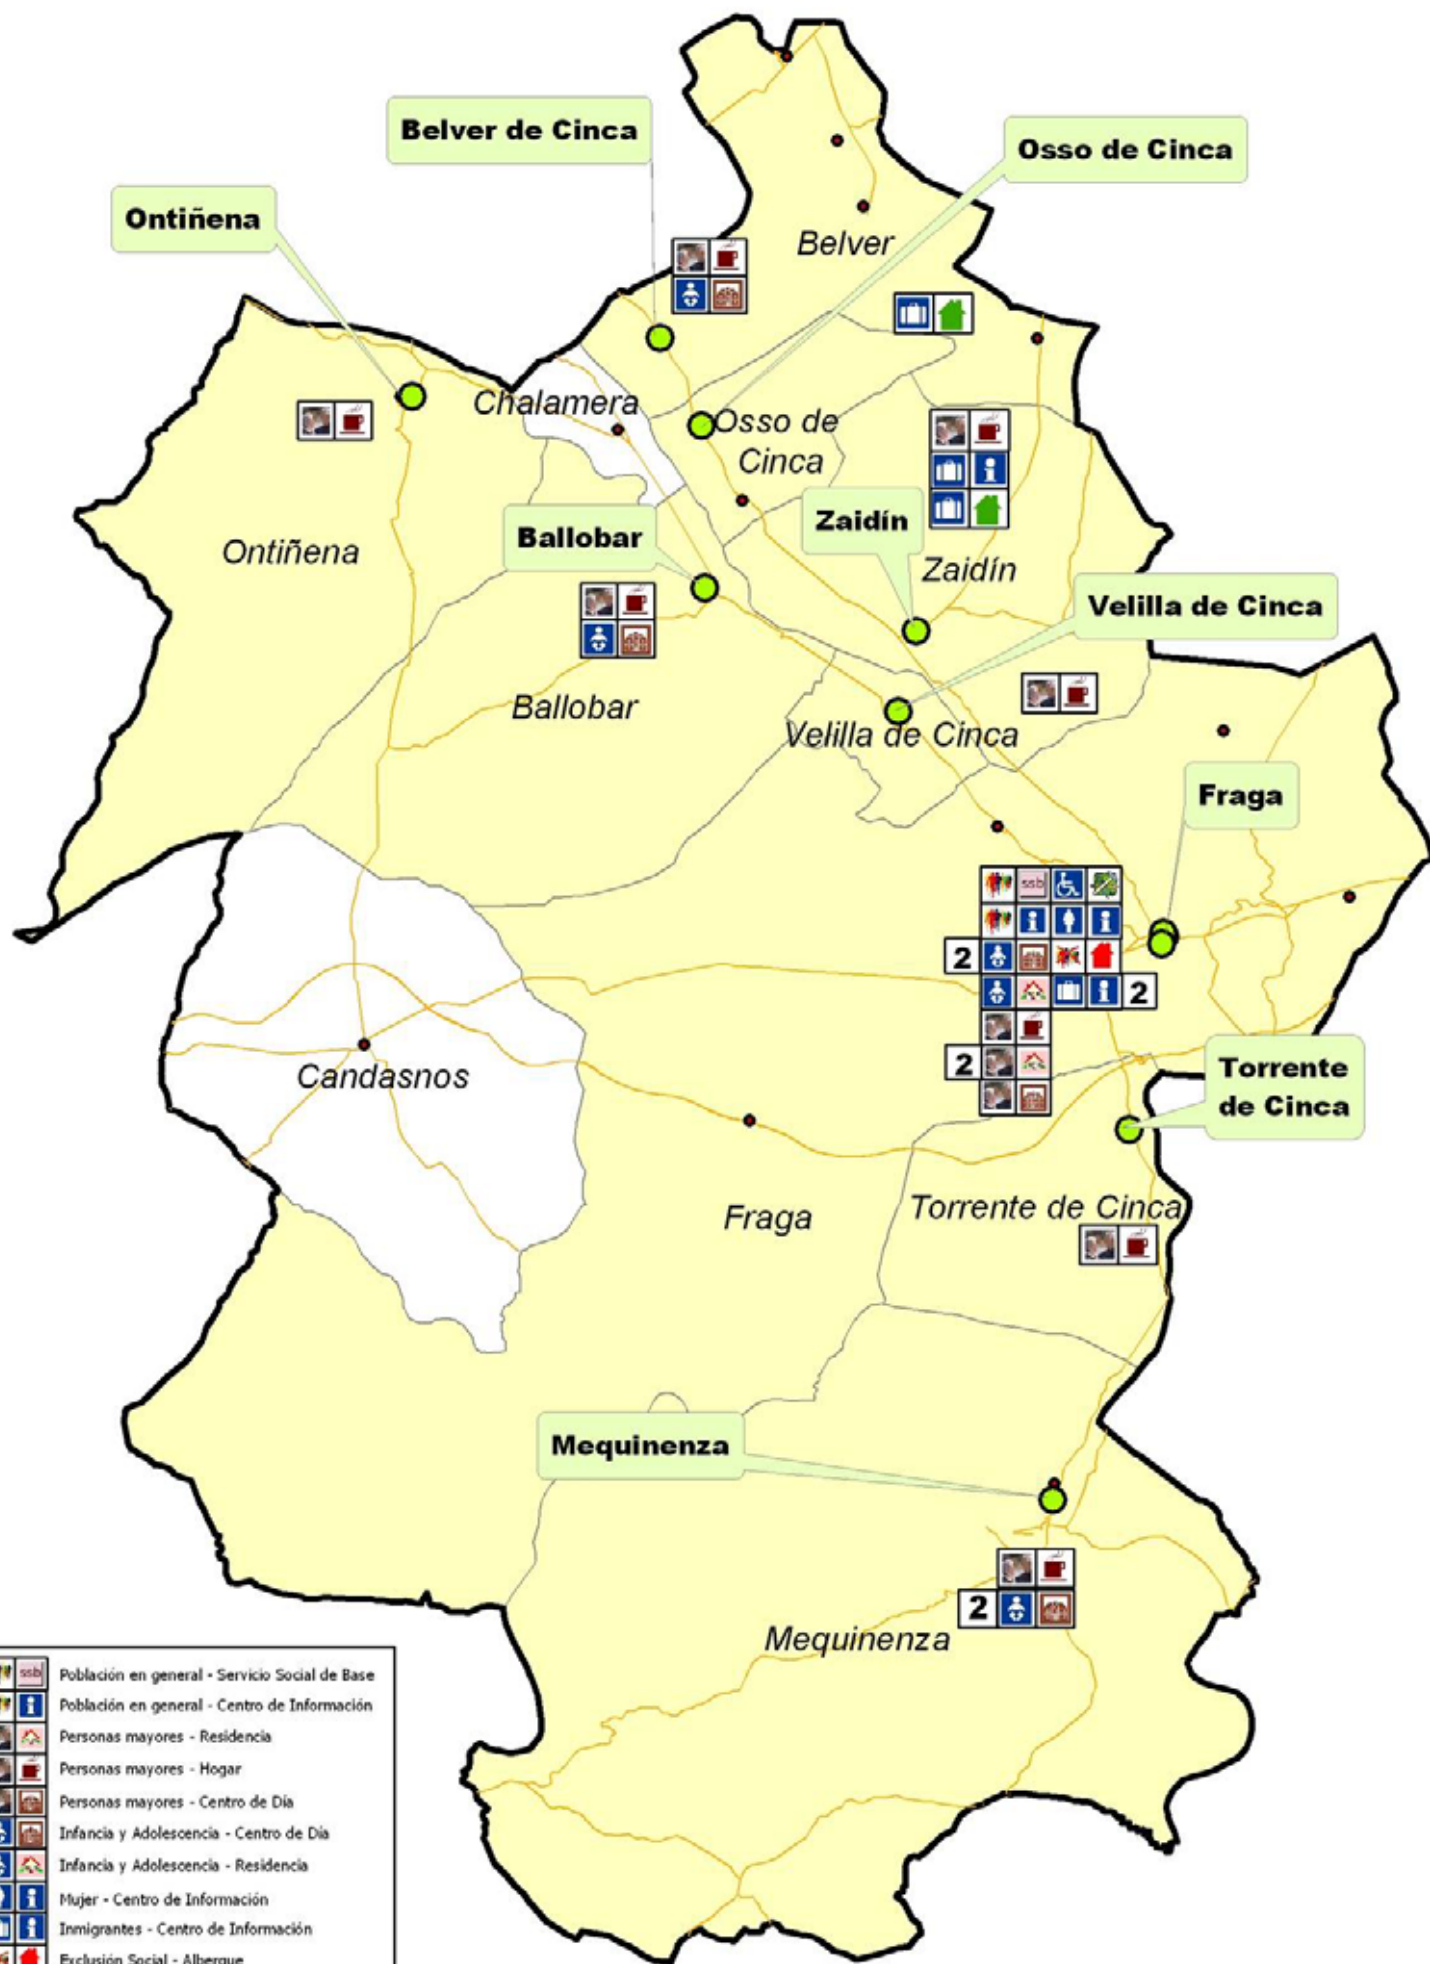 Belver de Cinca
Osso de Cinca
Ontiñena
Belver
Chalamera
Osso de
Cinca
Zaidín
Ballobar
Ontiñena
Zaidín
Velilla de Cinca
Ballobar
Velilla de Cinca
Fraga
ssb
2
2
2
Candasnos
Torrente
de Cinca
Fraga
Torrente de Cinca
Mequinenza
2
Mequinenza
ssb Población en general - Servicio Social de Base
Población en general - Centro de Información
Personas mayores - Residencia
Personas mayores - Hogar
Personas mayores - Centro de Día
Infancia y Adolescencia - Centro de Día
Infancia y Adolescencia - Residencia
Mujer - Centro de Información
Inmigrantes - Centro de Información
Exclusión Social - Albergue